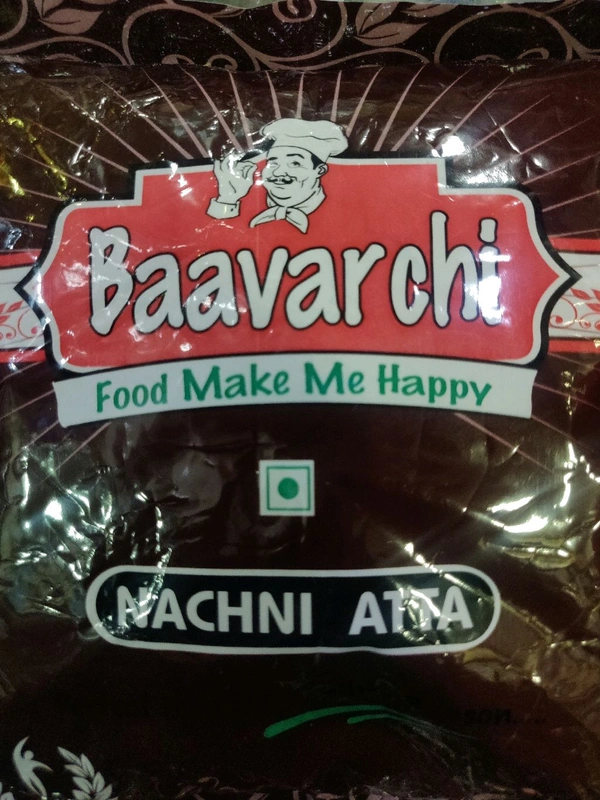 Baavarchi
Food Make Me Happy
NACHNI ATTA